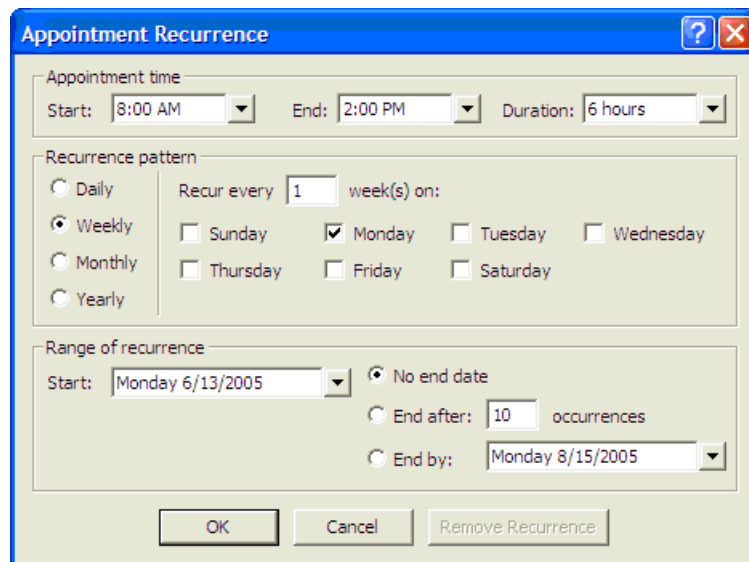 Appointment Recurrence
Appointment time
Start: 8:00 AM End: 2:00 PM Duration: 6 hours
Recurrence pattern
Daily Recur every 1 week(s) on:
Weekly Sunday Monday Tuesday Wednesday
Monthly Thursday Friday Saturday
Yearly
Range of recurrence
Start: Monday 6/13/2005 No end date
End after: 10 occurrences
End by: Monday 8/15/2005
OK Cancel Remove Recurrence